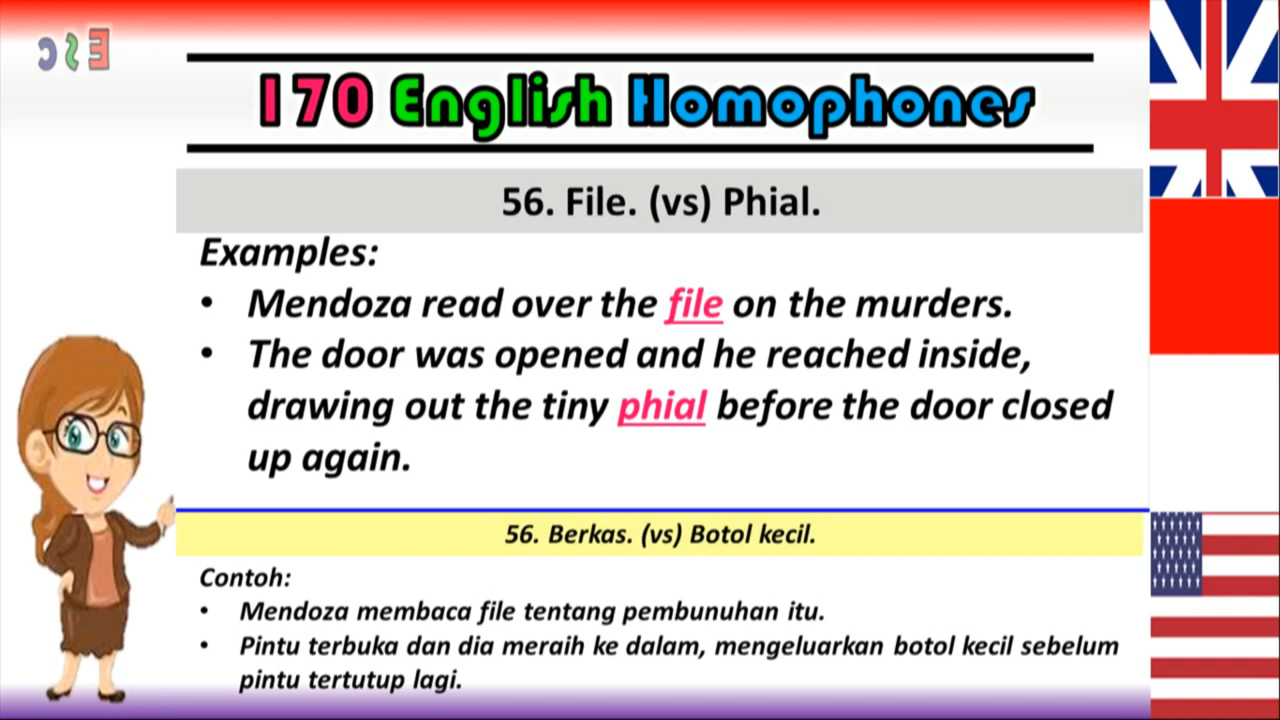 ESC
170 English Homophones
56. File. (vs) Phial.
Examples:
• Mendoza read over the file on the murders.
• The door was opened and he reached inside,
drawing out the tiny phial before the door closed
up again.
56. Berkas. (vs) Botol kecil.
Contoh:
• Mendoza membaca file tentang pembunuhan itu.
• Pintu terbuka dan dia meraih ke dalam, mengeluarkan botol kecil sebelum
pintu tertutup lagi.